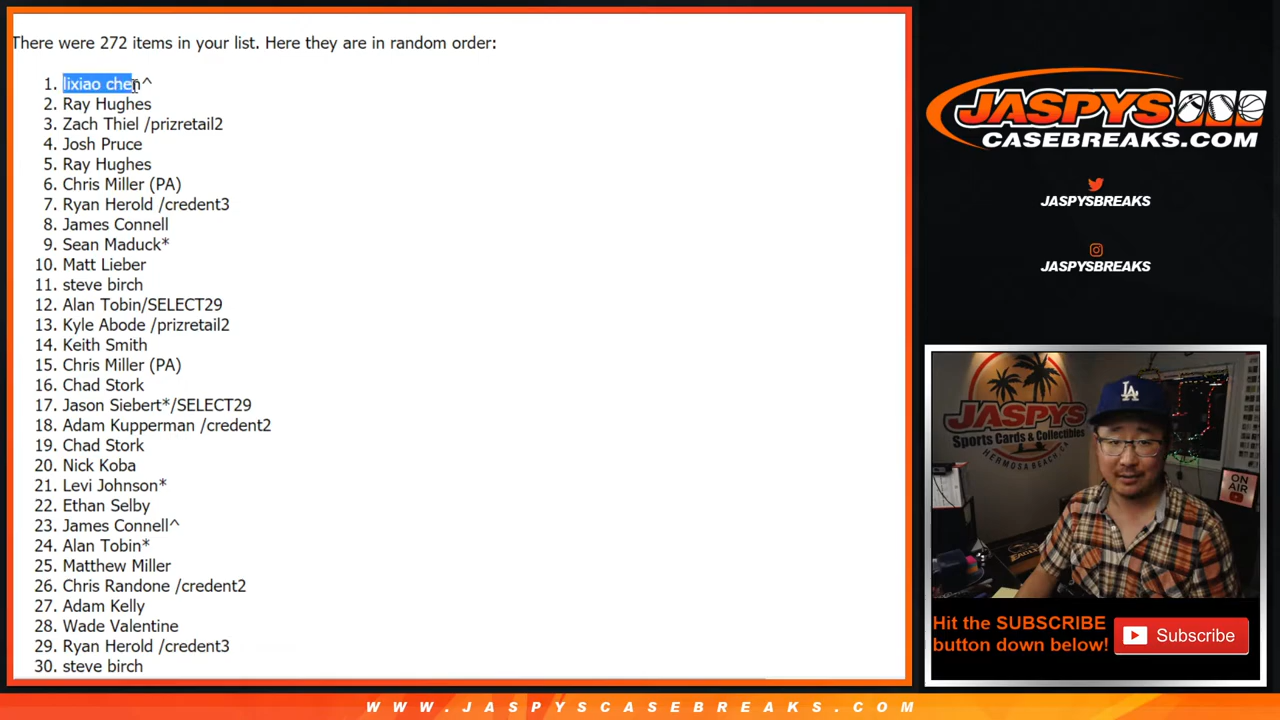 There were 272 items in your list. Here they are in random order:
1. lixiao chen^
2. Ray Hughes
3. Zach Thiel /prizretail2
4. Josh Pruce
5. Ray Hughes
6. Chris Miller (PA)
7. Ryan Herold /credent3
8. James Connell
9. Sean Maduck*
10. Matt Lieber
11. steve birch
12. Alan Tobin/SELECT29
13. Kyle Abode /prizretail2
14. Keith Smith
15. Chris Miller (PA)
16. Chad Stork
17. Jason Siebert*/SELECT29
18. Adam Kupperman /credent2
19. Chad Stork
20. Nick Koba
21. Levi Johnson*
22. Ethan Selby
23. James Connell^
24. Alan Tobin*
25. Matthew Miller
26. Chris Randone /credent2
27. Adam Kelly
28. Wade Valentine
29. Ryan Herold /credent3
30. steve birch
JASPYS
CASEBREAKS.COM
JASPYSBREAKS
JASPYSBREAKS
JASPYS
Sports Cards & Collectibles
HERMOSA BEACH, CA
LA
ON
AIR
Hit the SUBSCRIBE
button down below!
Subscribe
WWW.JASPYSCASEBREAKS.COM